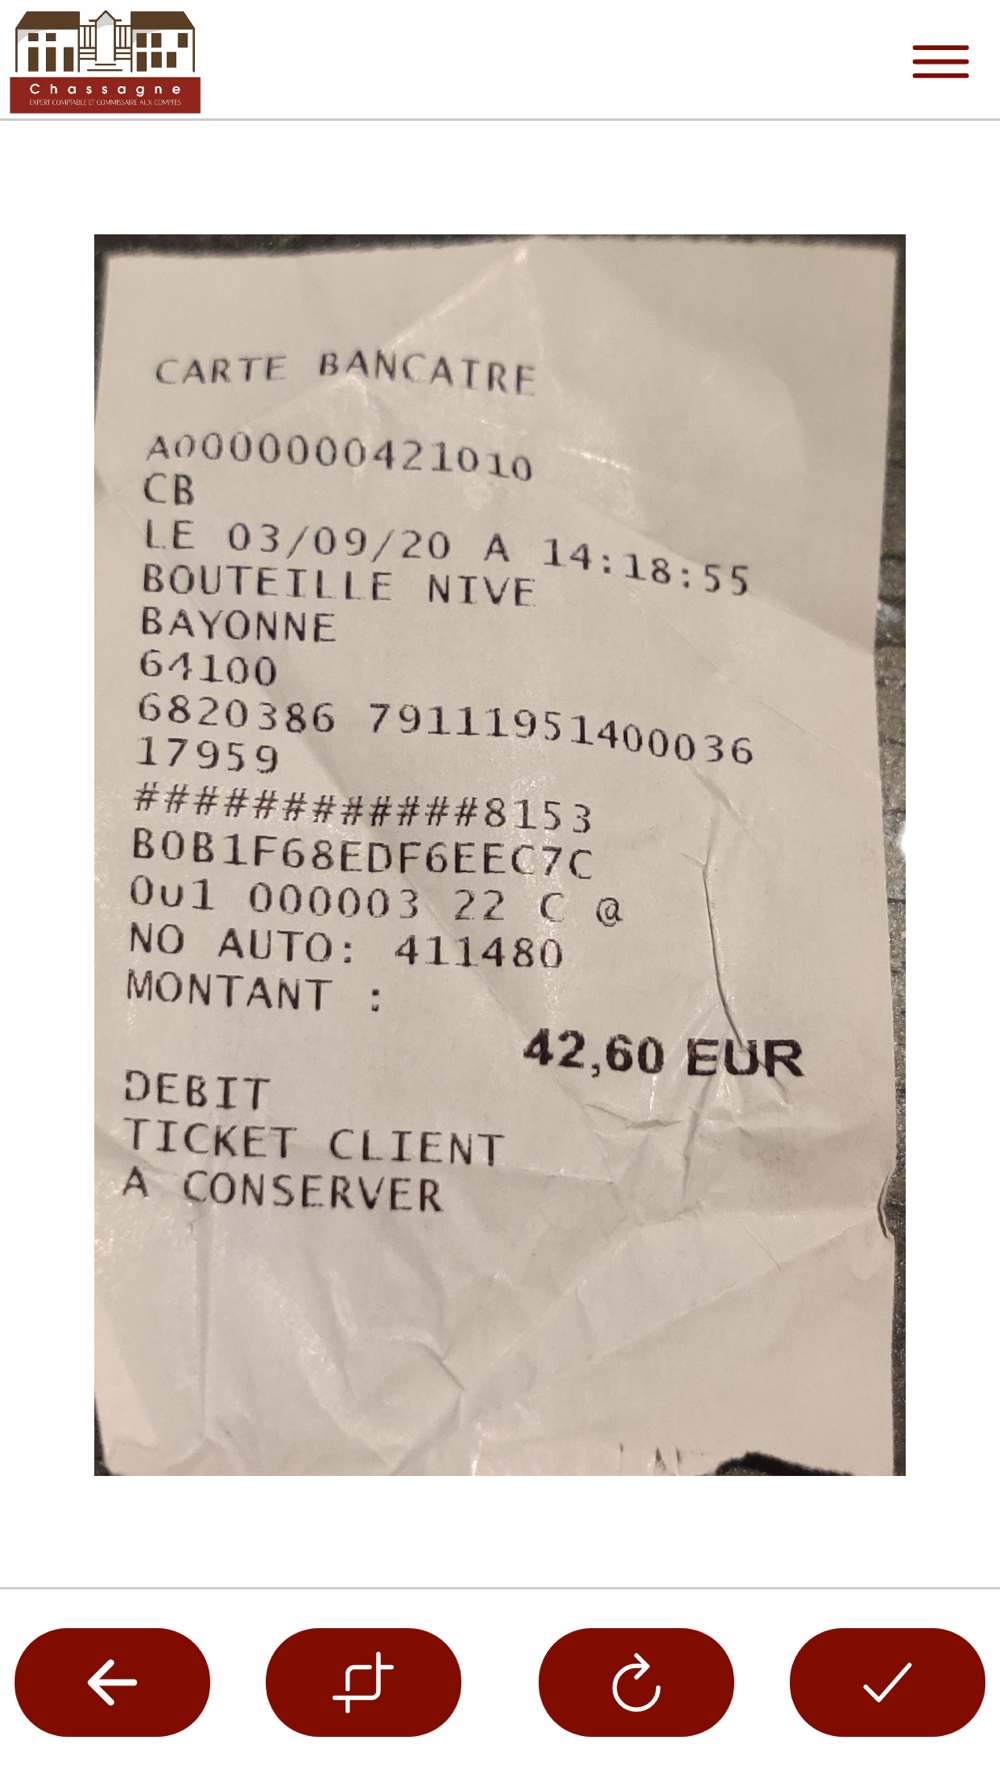 Chassagne
EXPERT COMPTABLE ET COMMISSAIRE AUX COMPTES
CARTE BANCAIRE
A0000000421010
CB
LE 03/09/20 A 14:18:55
BOUTEILLE NIVE
BAYONNE
64100
6820386 79111951400036
17959
############8153
B0B1F68EDF6EEC7C
001 000003 22 C @
NO AUTO: 411480
MONTANT :
42,60 EUR
DEBIT
TICKET CLIENT
A CONSERVER